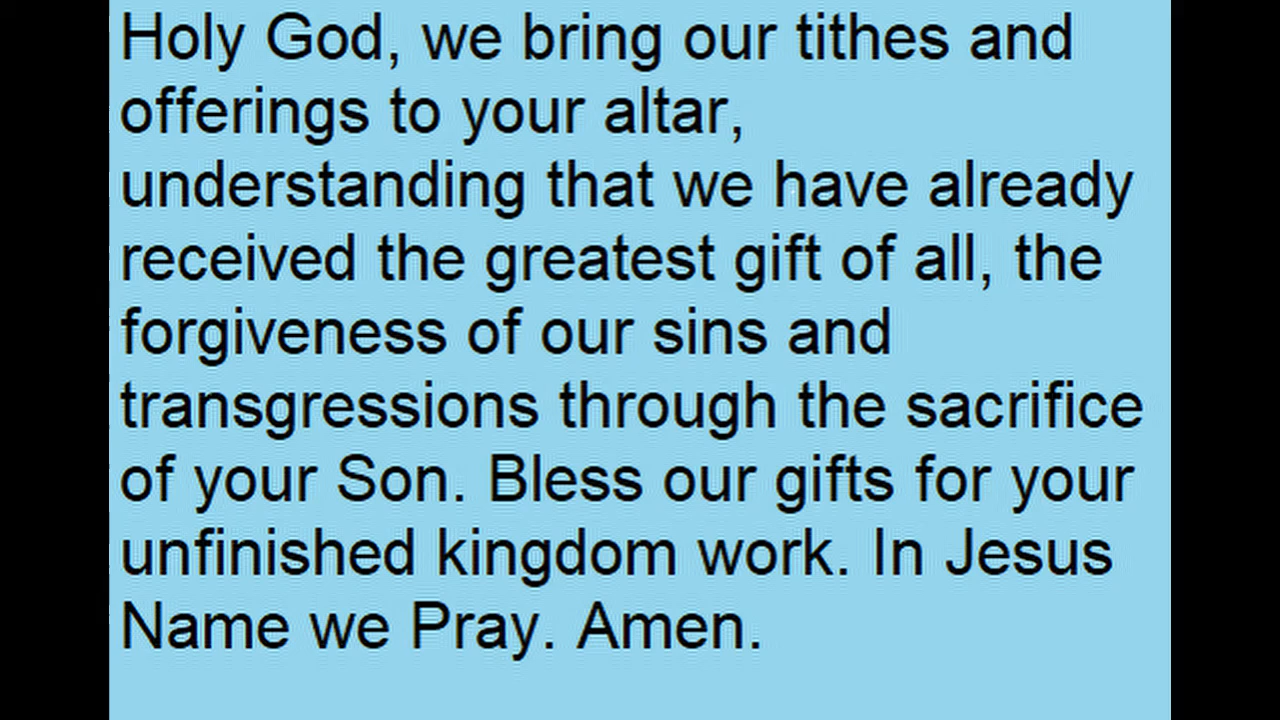 Holy God, we bring our tithes and
offerings to your altar,
understanding that we have already
received the greatest gift of all, the
forgiveness of our sins and
transgressions through the sacrifice
of your Son. Bless our gifts for your
unfinished kingdom work. In Jesus
Name we Pray. Amen.